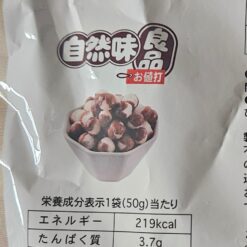 自然味良品
お値打
栄養成分表示1袋(50g)当たり
エネルギー 219kcal
たんぱく質 3.7g